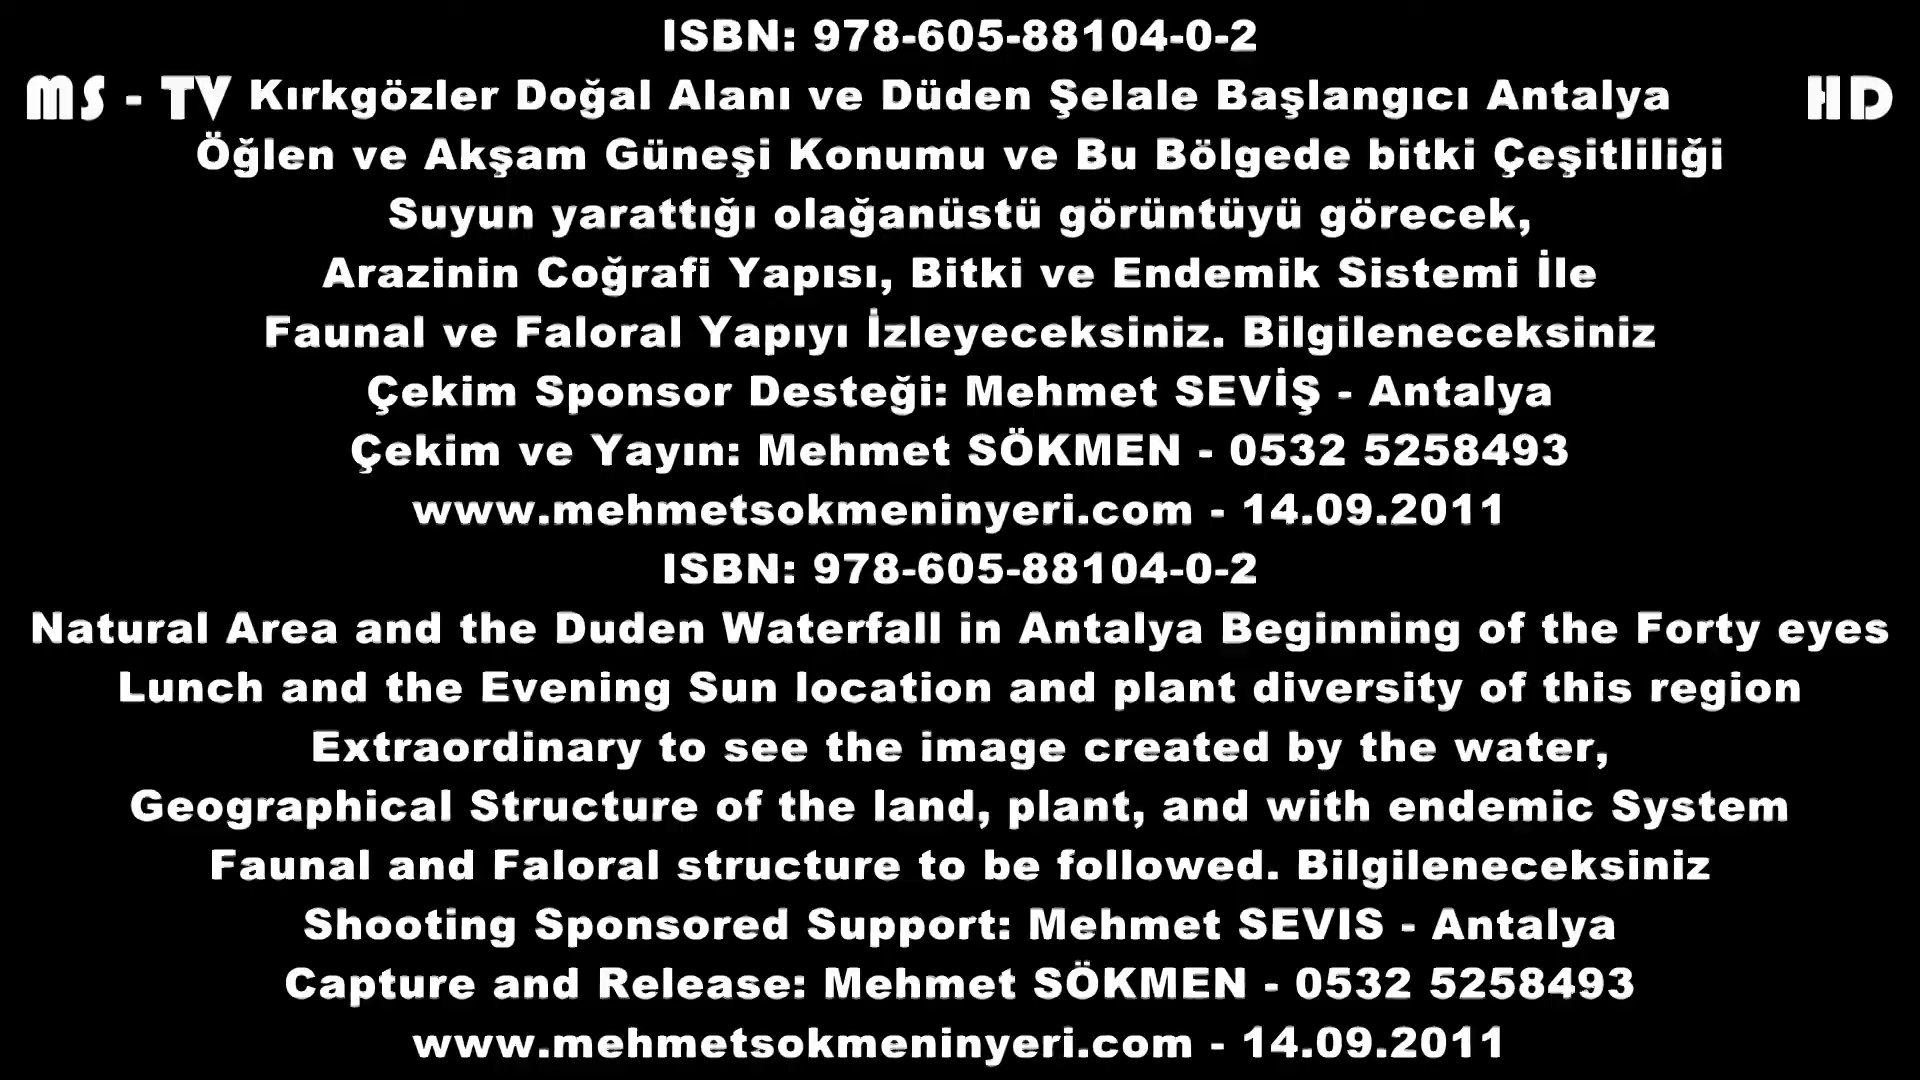 ISBN: 978-605-88104-0-2
MS - TV Kırkgözler Doğal Alanı ve Düden Şelale Başlangıcı Antalya HD
Öğlen ve Akşam Güneşi Konumu ve Bu Bölgede bitki Çeşitliliği
Suyun yarattığı olağanüstü görüntüyü görecek,
Arazinin Coğrafi Yapısı, Bitki ve Endemik Sistemi İle
Faunal ve Faloral Yapıyı İzleyeceksiniz. Bilgileneceksiniz
Çekim Sponsor Desteği: Mehmet SEVİŞ - Antalya
Çekim ve Yayın: Mehmet SÖKMEN - 0532 5258493
www.mehmetsokmeninyeri.com - 14.09.2011
ISBN: 978-605-88104-0-2
Natural Area and the Duden Waterfall in Antalya Beginning of the Forty eyes
Lunch and the Evening Sun location and plant diversity of this region
Extraordinary to see the image created by the water,
Geographical Structure of the land, plant, and with endemic System
Faunal and Faloral structure to be followed. Bilgileneceksiniz
Shooting Sponsored Support: Mehmet SEVIS - Antalya
Capture and Release: Mehmet SÖKMEN - 0532 5258493
www.mehmetsokmeninyeri.com - 14.09.2011